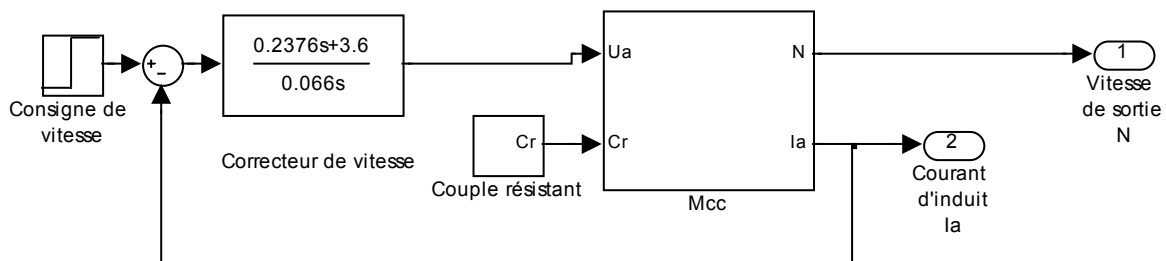 Consigne de
vitesse
+
−
0.2376s+3.6
0.066s
Correcteur de vitesse
Cr
Couple résistant
Ua
N
Cr
Ia
Mcc
1
Vitesse
de sortie
N
2
Courant
d'induit
Ia